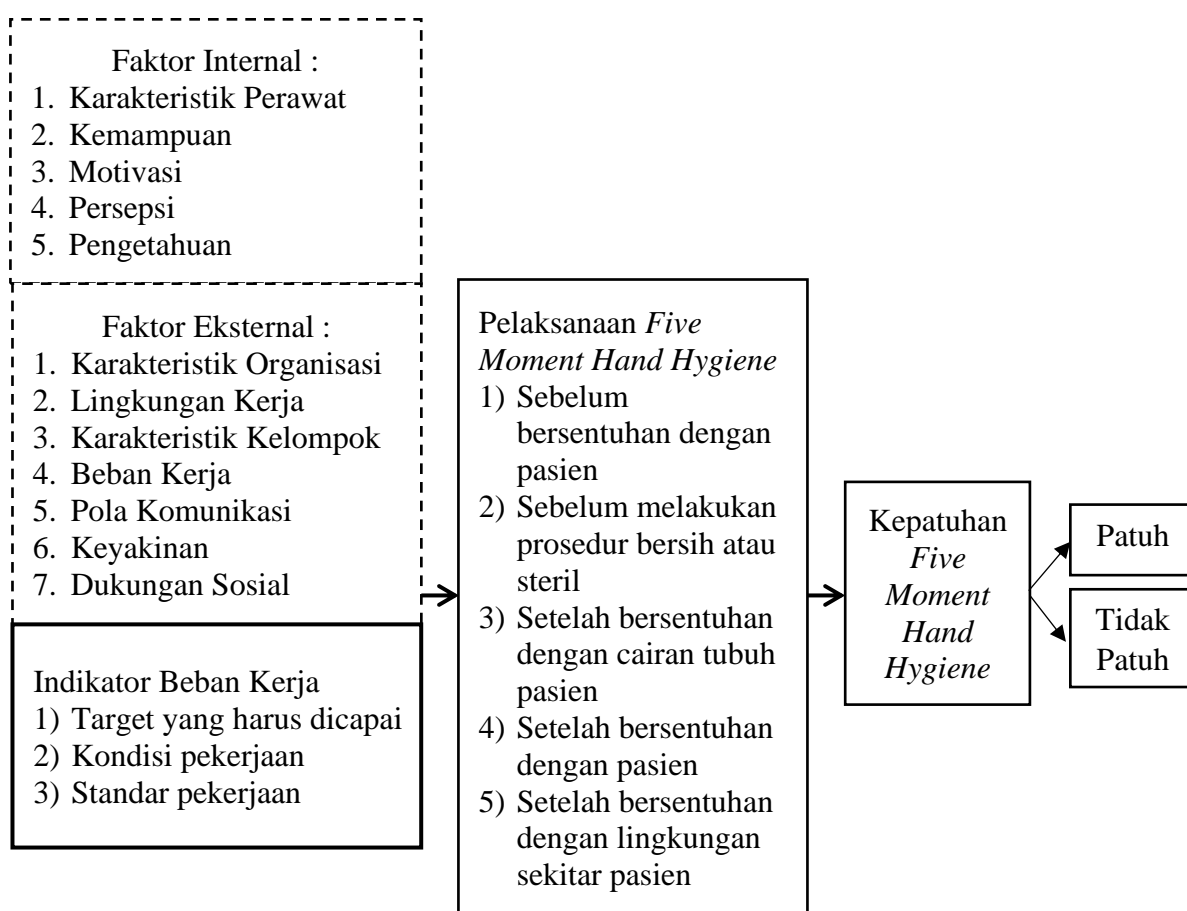 Faktor Internal :
1. Karakteristik Perawat
2. Kemampuan
3. Motivasi
4. Persepsi
5. Pengetahuan
Faktor Eksternal :
1. Karakteristik Organisasi
2. Lingkungan Kerja
3. Karakteristik Kelompok
4. Beban Kerja
5. Pola Komunikasi
6. Keyakinan
7. Dukungan Sosial
Indikator Beban Kerja
1) Target yang harus dicapai
2) Kondisi pekerjaan
3) Standar pekerjaan
Pelaksanaan Five
Moment Hand Hygiene
1) Sebelum
bersentuhan dengan
pasien
2) Sebelum melakukan
prosedur bersih atau
steril
3) Setelah bersentuhan
dengan cairan tubuh
pasien
4) Setelah bersentuhan
dengan pasien
5) Setelah bersentuhan
dengan lingkungan
sekitar pasien
Kepatuhan
Five
Moment
Hand
Hygiene
Patuh
Tidak
Patuh